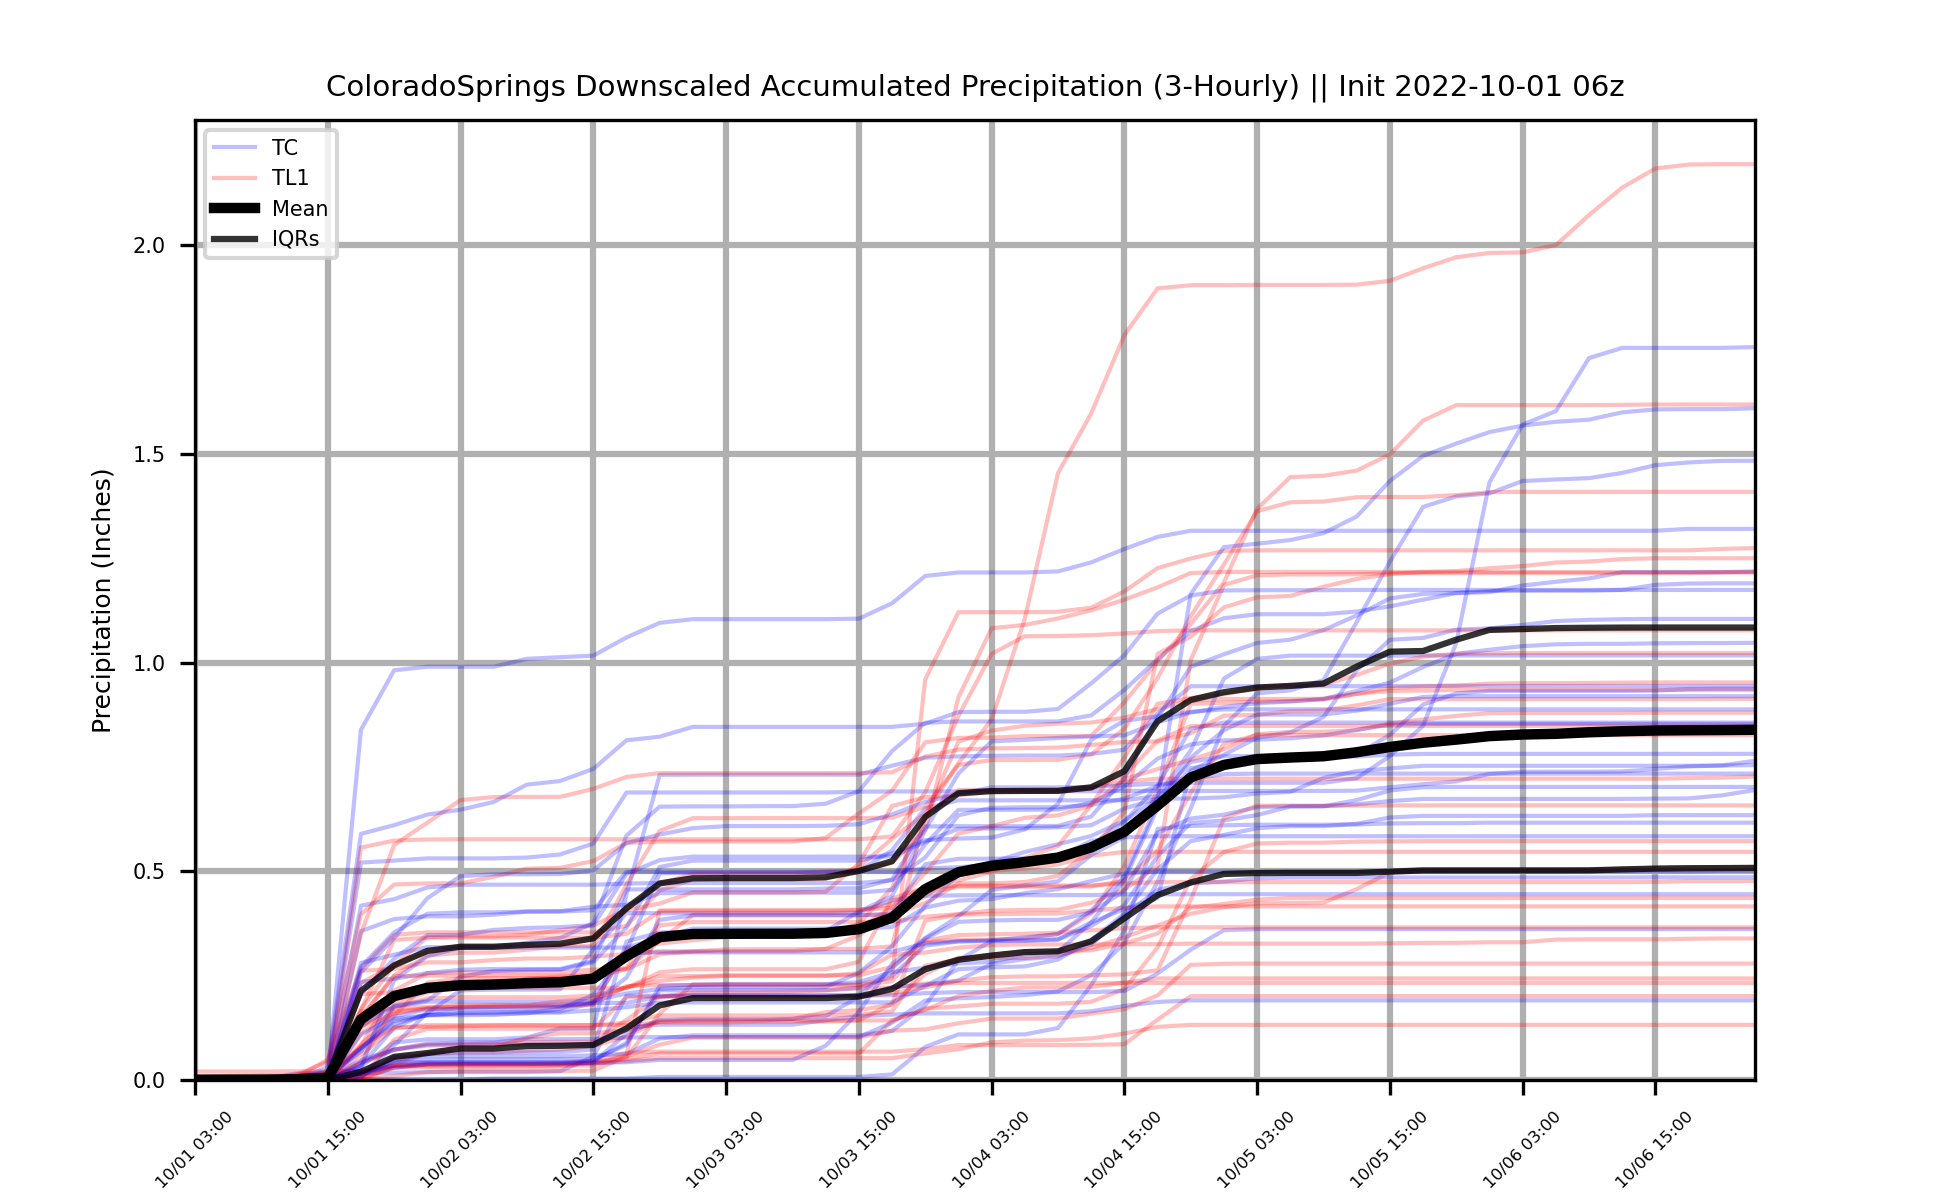 ColoradoSprings Downscaled Accumulated Precipitation (3-Hourly) || Init 2022-10-01 06z
TC
TL1
Mean
IQRs
Precipitation (Inches)
2.0
1.5
1.0
0.5
0.0
10/01 03:00
10/01 15:00
10/02 03:00
10/02 15:00
10/03 03:00
10/03 15:00
10/04 03:00
10/04 15:00
10/05 03:00
10/05 15:00
10/06 03:00
10/06 15:00